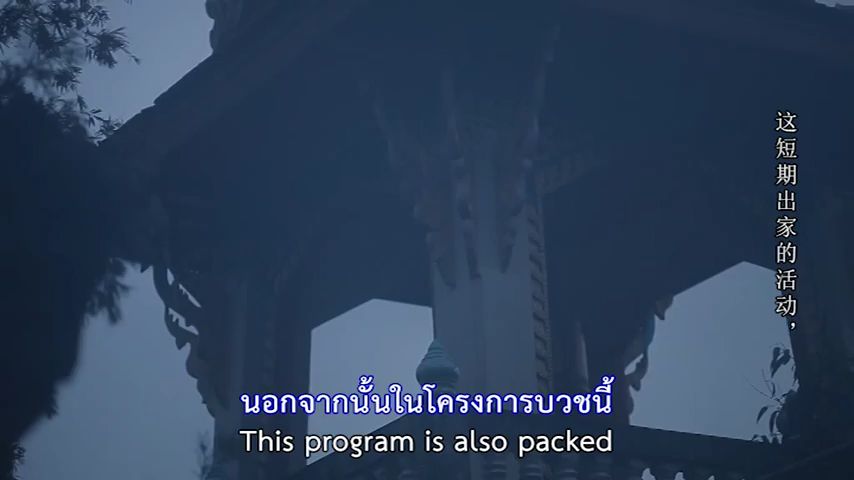 这短期出家的活动，
นอกจากนั้นในโครงการบวชนี้
This program is also packed